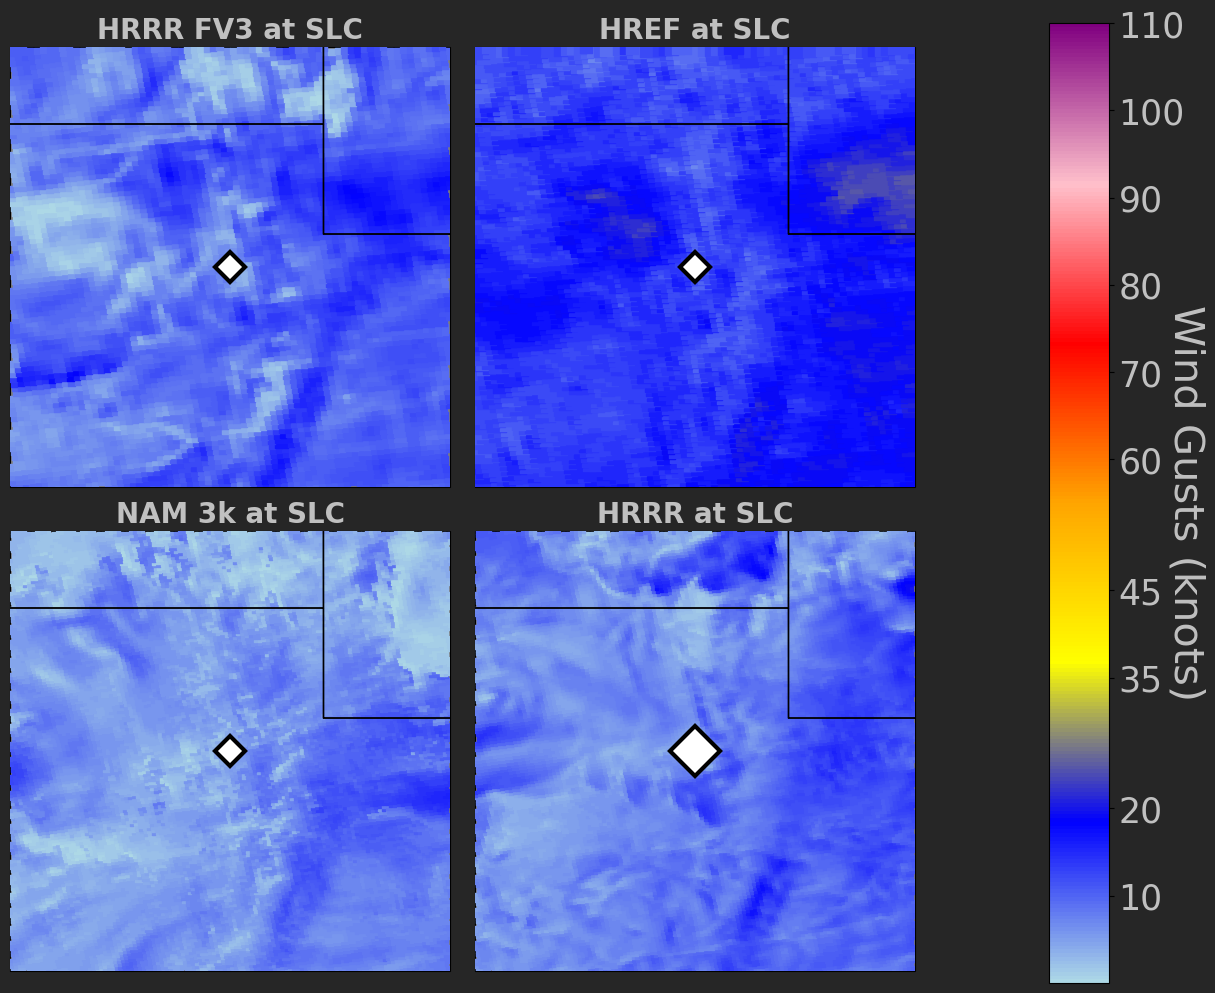 HRRR FV3 at SLC
HREF at SLC
NAM 3k at SLC
HRRR at SLC
110
100
90
80
70
60
45
35
20
10
Wind Gusts (knots)